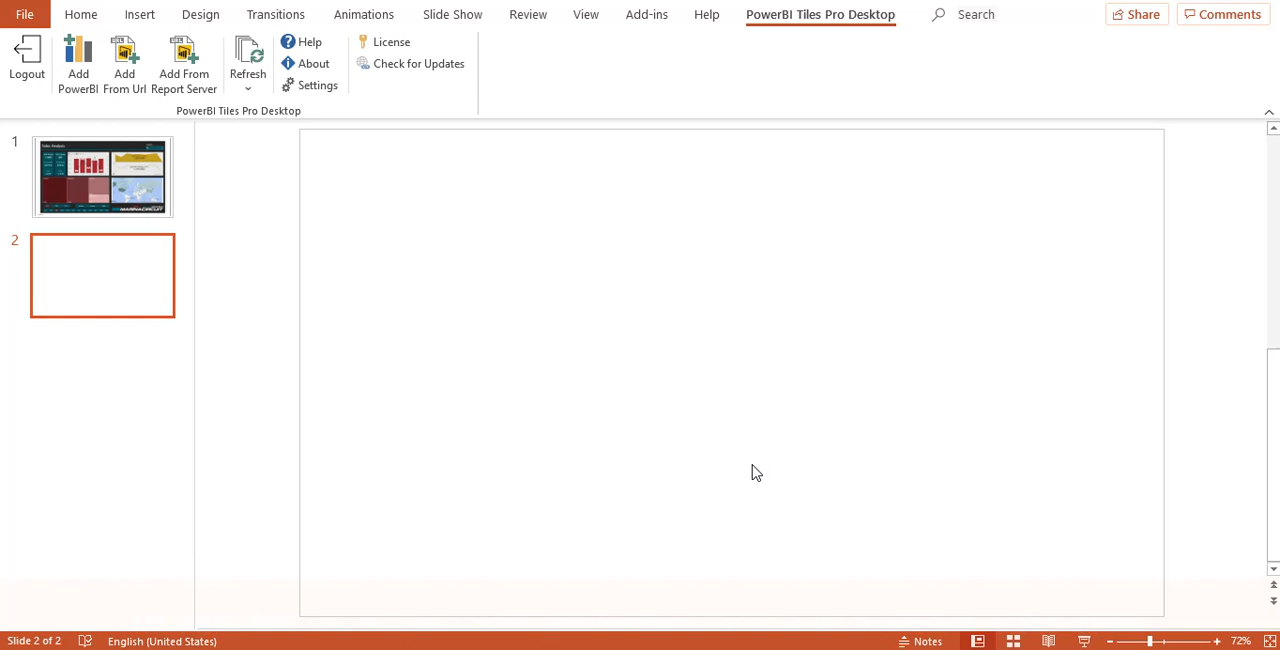 File Home Insert Design Transitions Animations Slide Show Review View Add-ins Help PowerBI Tiles Pro Desktop Search Share Comments
Logout
Add PowerBI
Add From Url
Add From Report Server
Refresh
Help
About
Settings
License
Check for Updates
PowerBI Tiles Pro Desktop
1
Sales Analysis
2
Slide 2 of 2 English (United States) Notes 72%